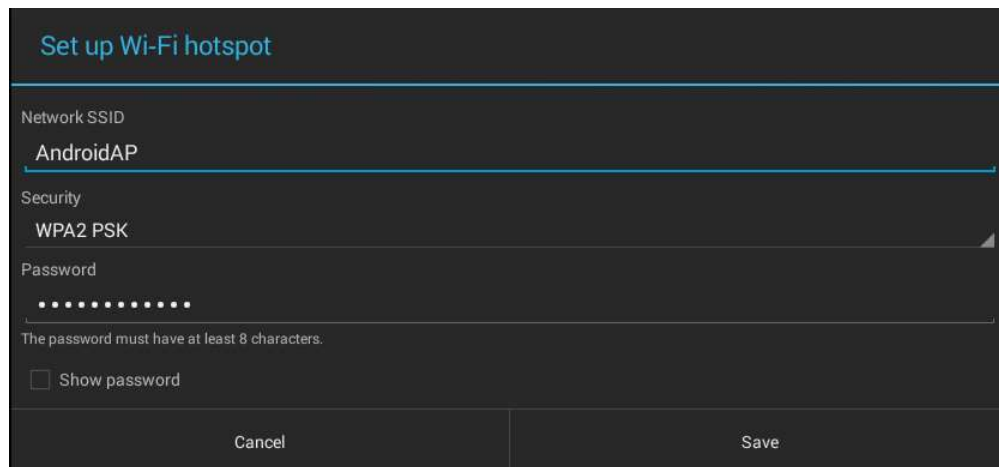 Set up Wi-Fi hotspot
Network SSID
AndroidAP
Security
WPA2 PSK
Password
••••••••••••
The password must have at least 8 characters.
Show password
Cancel Save